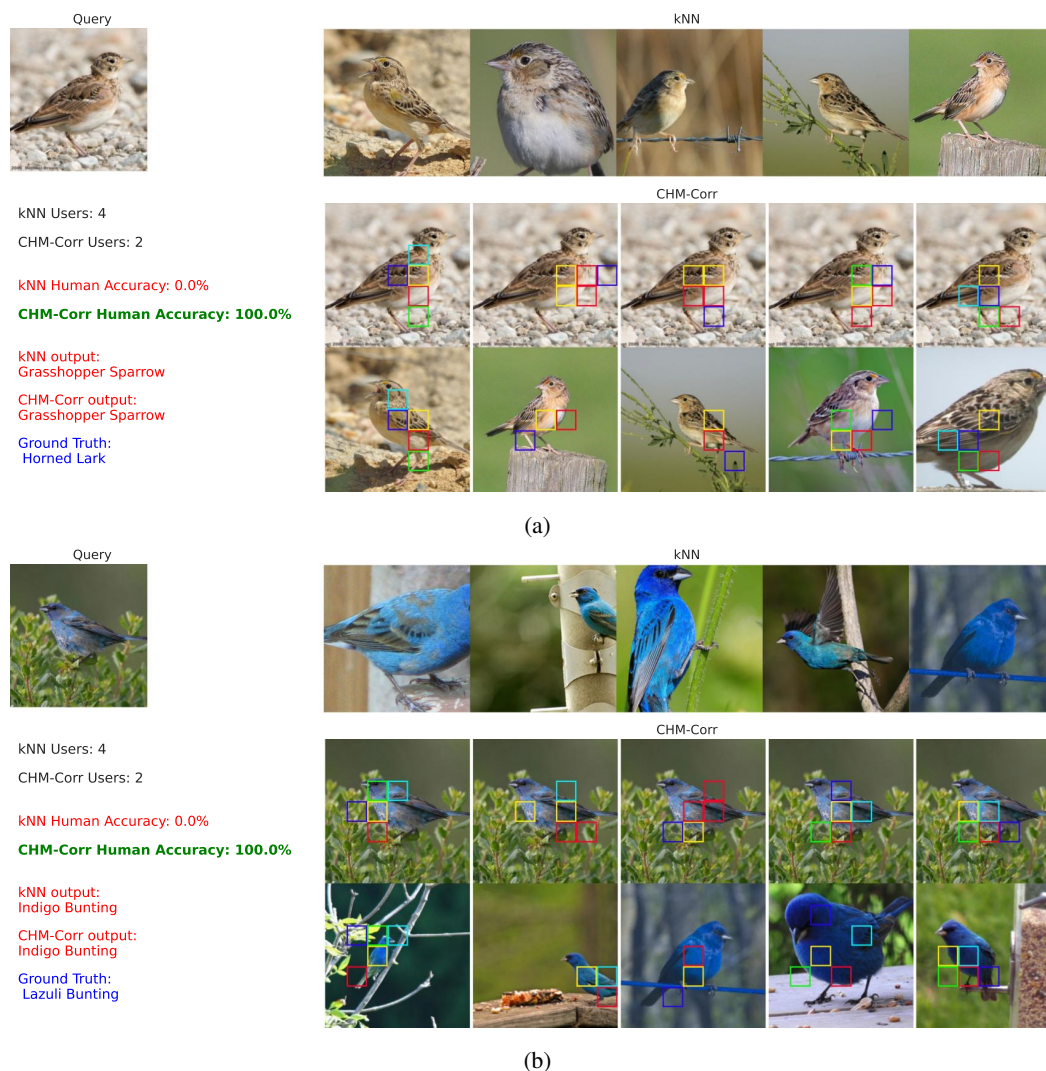 Query
kNN
kNN Users: 4
CHM-Corr Users: 2
kNN Human Accuracy: 0.0%
CHM-Corr Human Accuracy: 100.0%
kNN output:
Grasshopper Sparrow
CHM-Corr output:
Grasshopper Sparrow
Ground Truth:
Horned Lark
CHM-Corr
(a)
Query
kNN
kNN Users: 4
CHM-Corr Users: 2
kNN Human Accuracy: 0.0%
CHM-Corr Human Accuracy: 100.0%
kNN output:
Indigo Bunting
CHM-Corr output:
Indigo Bunting
Ground Truth:
Lazuli Bunting
CHM-Corr
(b)